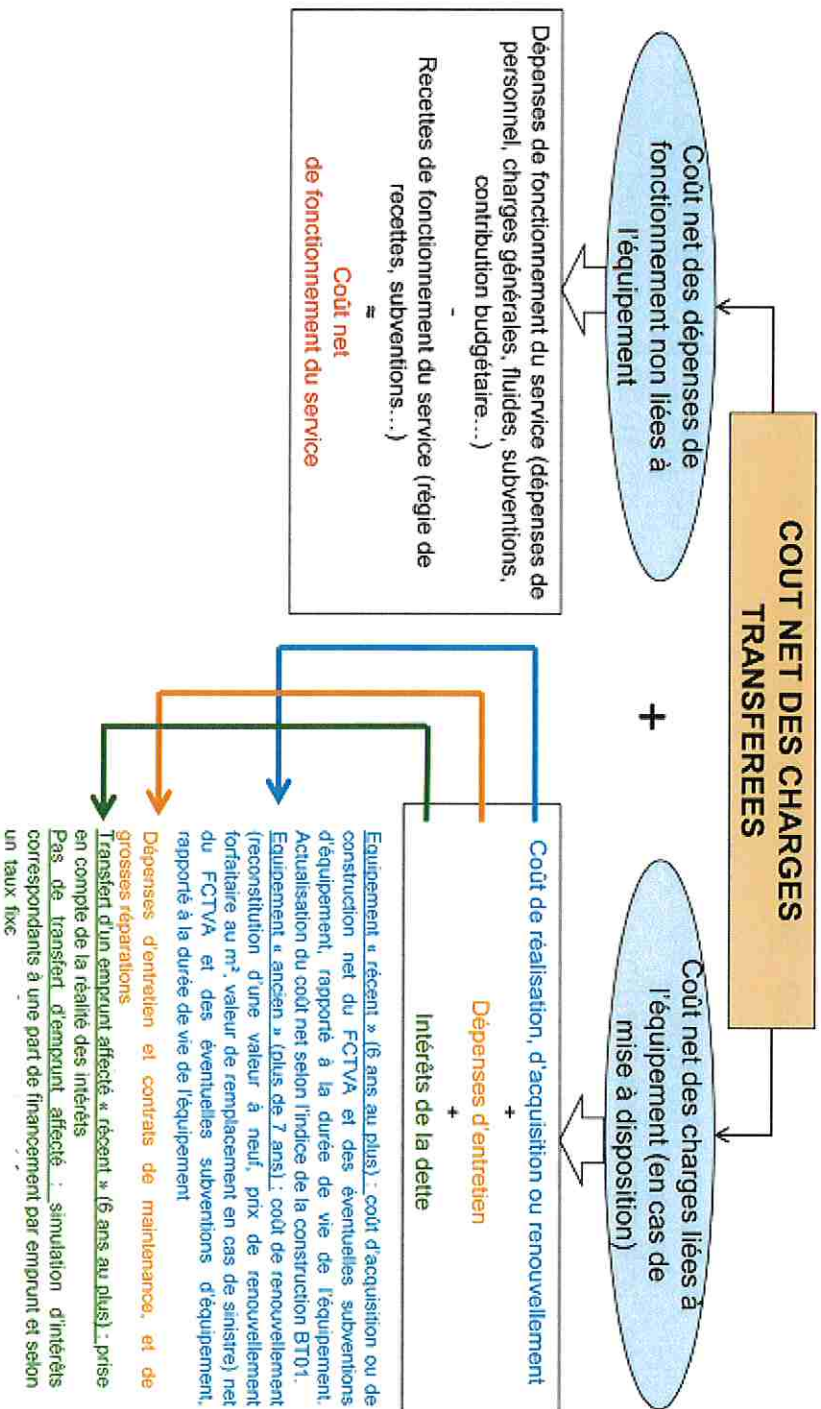 COUT NET DES CHARGES
TRANSFEREES
Coût net des dépenses de
fonctionnement non liées à
l'équipement
+
Coût net des charges liées à
l'équipement (en cas de
mise à disposition)
Dépenses de fonctionnement du service (dépenses de
personnel, charges générales, fluides, subventions,
contribution budgétaire…)
-
Recettes de fonctionnement du service (régie de
recettes, subventions…)
=
Coût net
de fonctionnement du service
Coût de réalisation, d'acquisition ou renouvellement
+
Dépenses d'entretien
+
Intérêts de la dette
Equipement « récent » (6 ans au plus) : coût d'acquisition ou de
construction net du FCTVA et des éventuelles subventions
d'équipement, rapporté à la durée de vie de l'équipement.
Actualisation du coût net selon l'indice de la construction BT01.
Equipement « ancien » (plus de 7 ans) : coût de renouvellement
(reconstitution d'une valeur à neuf, prix de renouvellement
forfaitaire au m², valeur de remplacement en cas de sinistre) net
du FCTVA et des éventuelles subventions d'équipement,
rapporté à la durée de vie de l'équipement
Dépenses d'entretien et contrats de maintenance, et de
grosses réparations
Transfert d'un emprunt affecté « récent » (6 ans au plus) : prise
en compte de la réalité des intérêts
Pas de transfert d'emprunt affecté : simulation d'intérêts
correspondants à une part de financement par emprunt et selon
un taux fixe